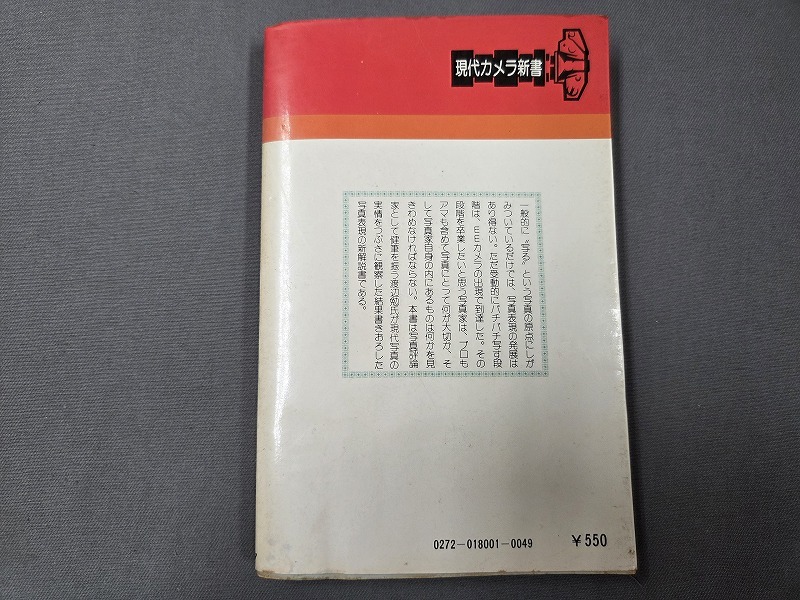 現代カメラ新書
一般的に〝写る〟という写真の原点にしが
みついているだけでは、写真表現の発展は
あり得ない。ただ受動的にパチパチ写す段
階は、EEカメラの出現で到達した。その
段階を卒業したいと思う写真家は、プロも
アマも含めて写真にとって何が大切か、そ
して写真家自身の内にあるものは何かを見
きわめなければならない。本書は写真評論
家として健筆を振う渡辺勉氏が現代写真の
実情をつぶさに観察した結果書きおろした
写真表現の新解説書である。
0272-018001-0049
¥550